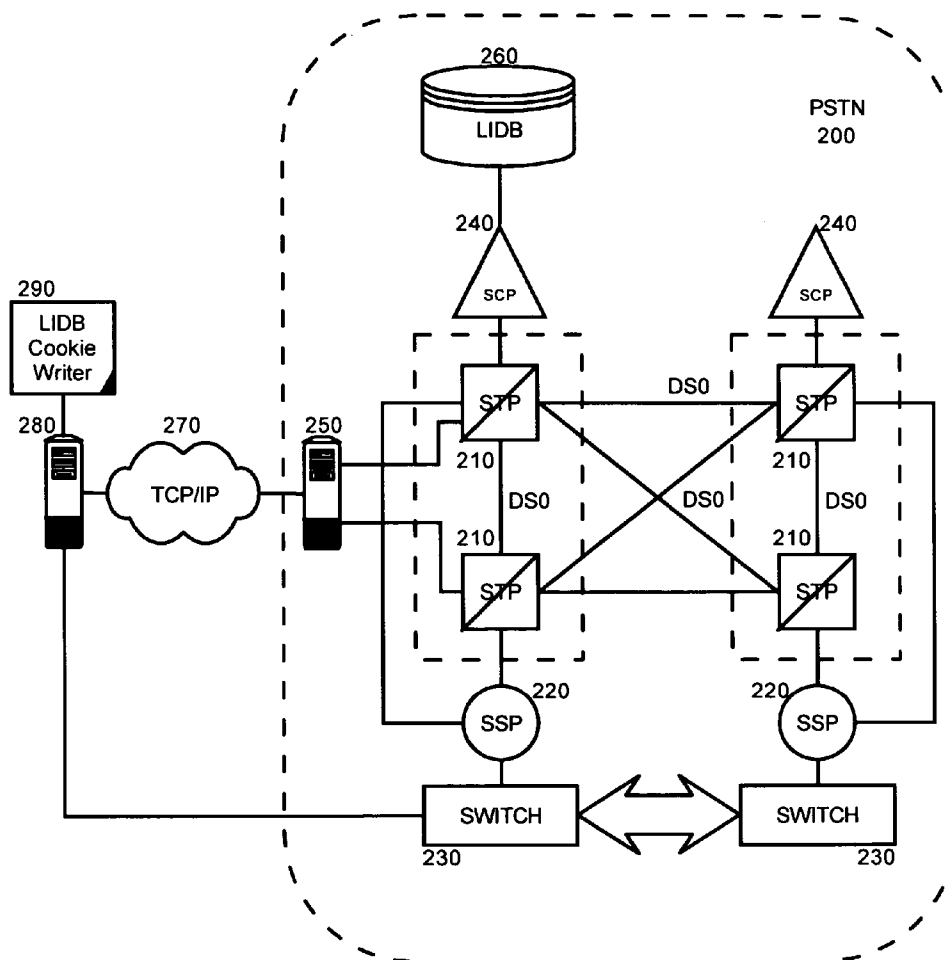 260
LIDB
PSTN
200
240
SCP
240
SCP
290
LIDB
Cookie
Writer
280
270
TCP/IP
250
STP
210
DS0
STP
210
DS0
DS0
DS0
210
STP
210
STP
220
SSP
220
SSP
SWITCH
230
SWITCH
230